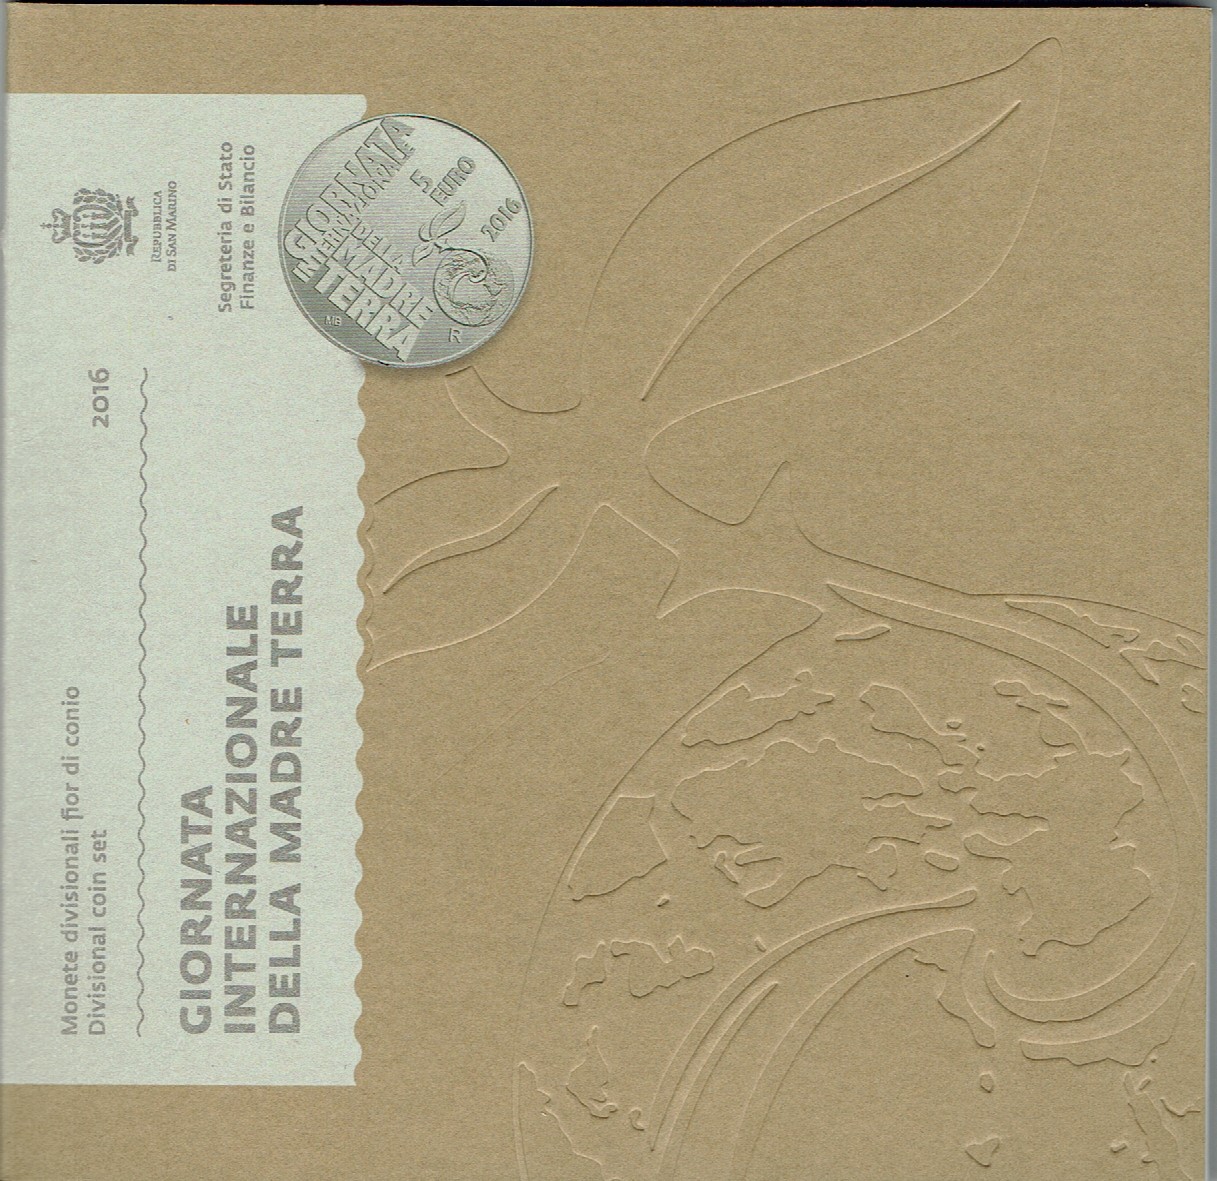 Monete divisionali fior di conio
Divisional coin set
2016
GIORNATA
INTERNAZIONALE
DELLA MADRE TERRA
REPUBBLICA
DI SAN MARINO
Segreteria di Stato
Finanze e Bilancio
GIORNATA
INTERNAZIONALE
DELLA
MADRE
TERRA
5
EURO
2016
MB
R